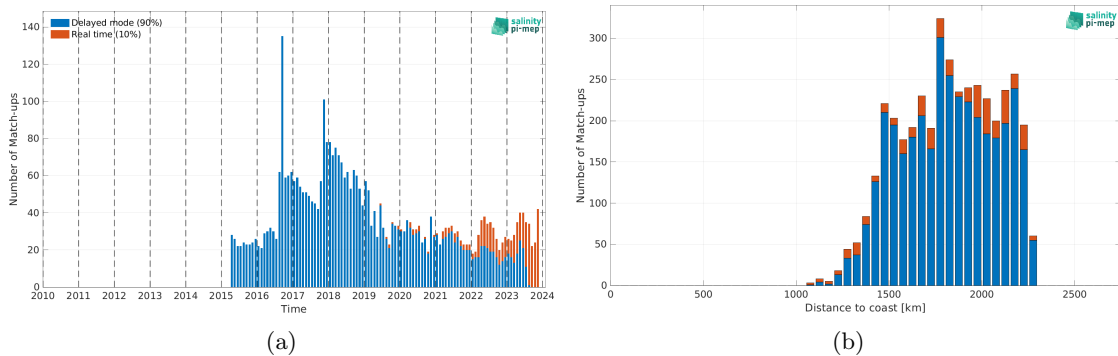 Delayed mode (90%)
Real time (10%)
salinity
pi-mep
140
120
100
80
60
40
20
0
Number of Match-ups
2010 2011 2012 2013 2014 2015 2016 2017 2018 2019 2020 2021 2022 2023 2024
Time
(a)
salinity
pi-mep
300
250
200
150
100
50
0
Number of Match-ups
0 500 1000 1500 2000 2500
Distance to coast [km]
(b)